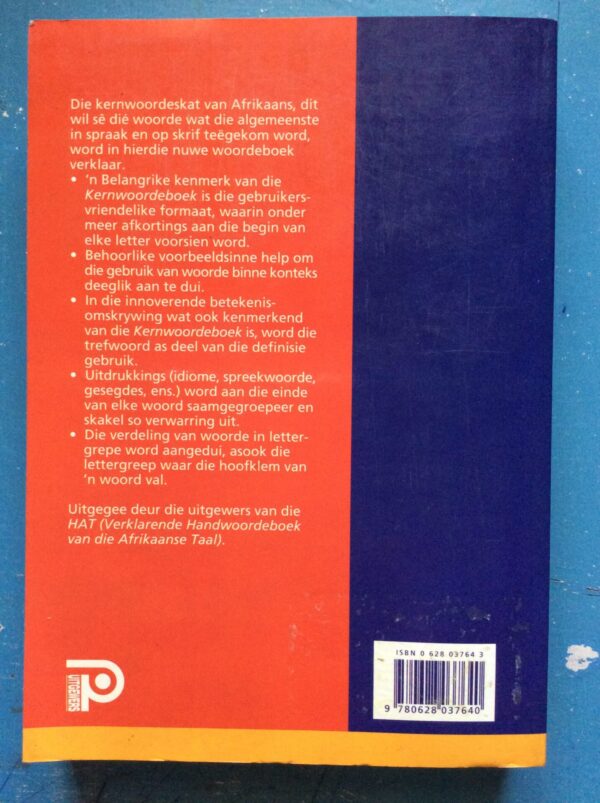 Die kernwoordeskat van Afrikaans, dit
wil sê dié woorde wat die algemeenste
in spraak en op skrif teëgekom word,
word in hierdie nuwe woordeboek
verklaar.
• 'n Belangrike kenmerk van die
Kernwoordeboek is die gebruikers-
vriendelike formaat, waarin onder
meer afkortings aan die begin van
elke letter voorsien word.
• Behoorlike voorbeeldsinne help om
die gebruik van woorde binne konteks
deeglik aan te dui.
• In die innoverende betekenis-
omskrywing wat ook kenmerkend
van die Kernwoordeboek is, word die
trefwoord as deel van die definisie
gebruik.
• Uitdrukkings (idiome, spreekwoorde,
gesegdes, ens.) word aan die einde
van elke woord saamgegroepeer en
skakel so verwarring uit.
• Die verdeling van woorde in letter-
grepe word aangedui, asook die
lettergreep waar die hoofklem van
'n woord val.
Uitgegee deur die uitgewers van die
HAT (Verklarende Handwoordeboek
van die Afrikaanse Taal).
UITGEWERS
ISBN 0 628 03764 3
9 780628 037640